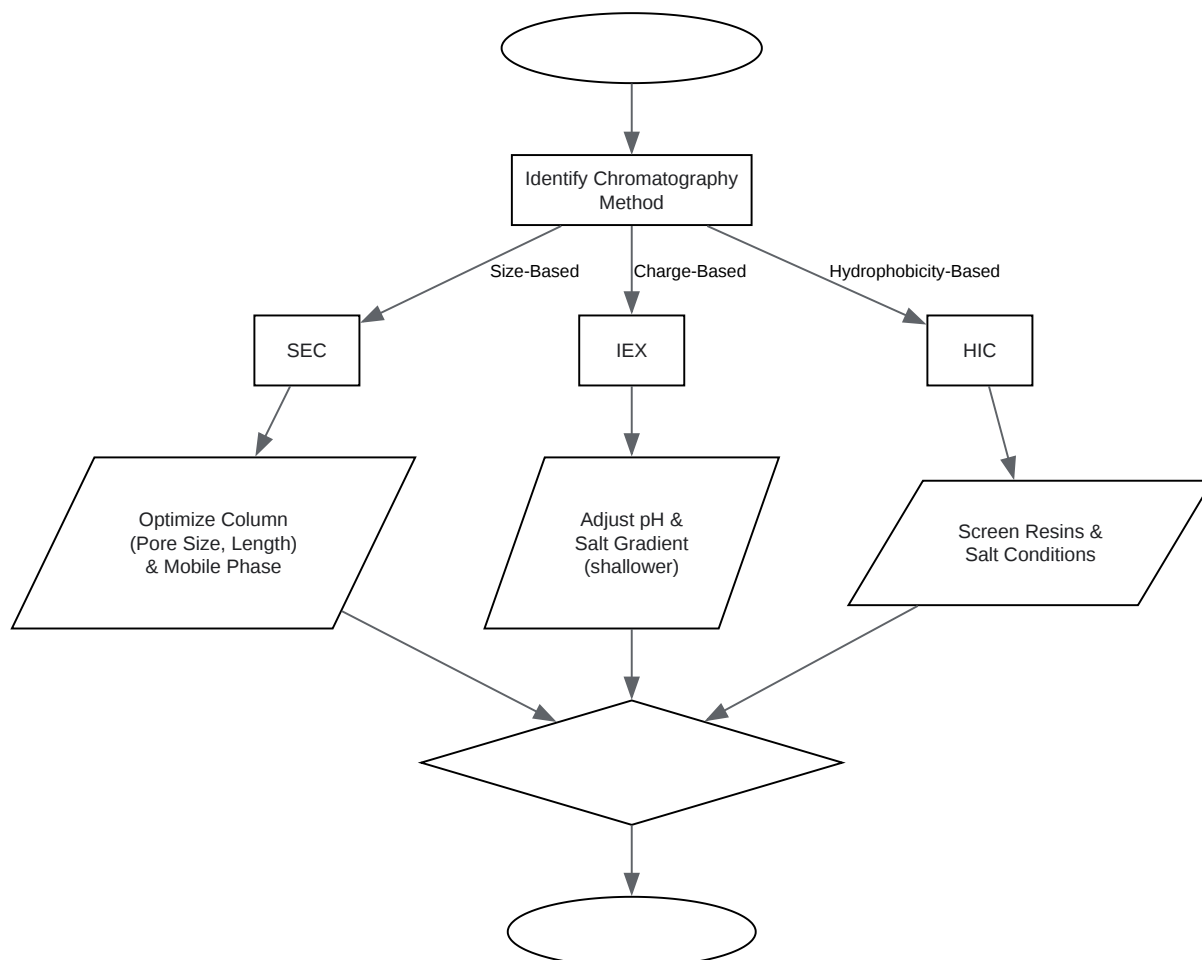 Identify Chromatography
Method
Size-Based
Charge-Based
Hydrophobicity-Based
SEC
IEX
HIC
Optimize Column
(Pore Size, Length)
& Mobile Phase
Adjust pH &
Salt Gradient
(shallower)
Screen Resins &
Salt Conditions